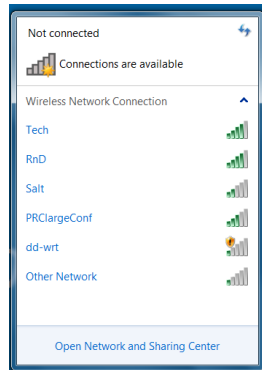 Not connected
Connections are available
Wireless Network Connection
Tech
RnD
Salt
PRClargeConf
dd-wrt
Other Network
Open Network and Sharing Center